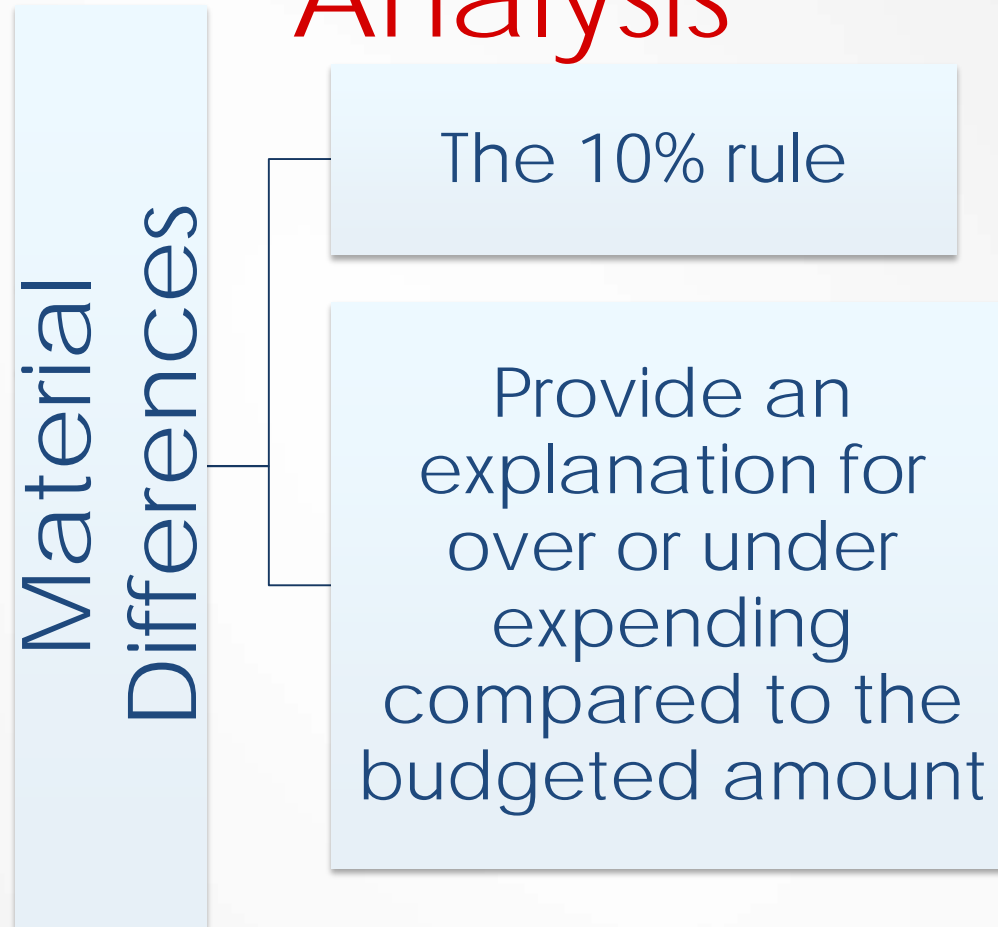 Analysis
Material
Differences
The 10% rule
Provide an
explanation for
over or under
expending
compared to the
budgeted amount